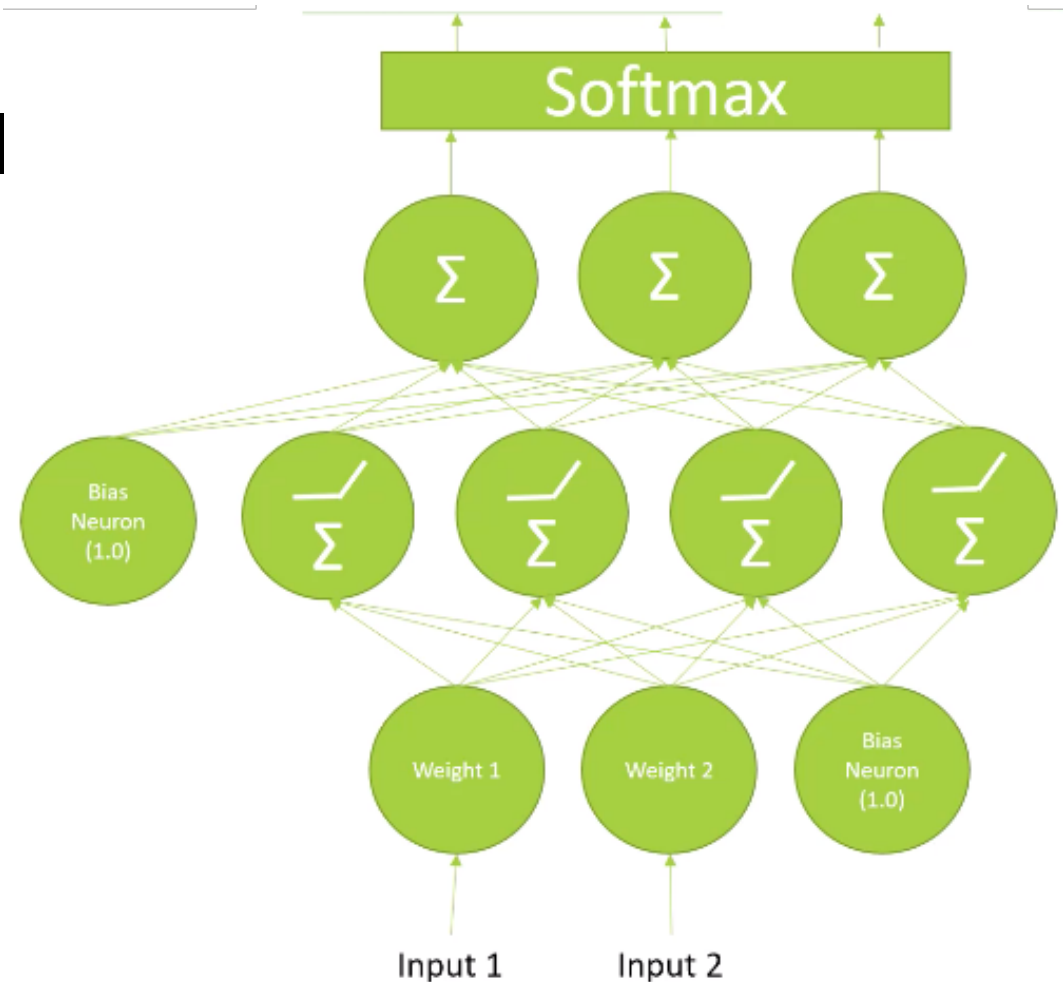 Softmax
Σ Σ Σ
Bias
Neuron
(1.0)
Σ Σ Σ Σ
Weight 1
Weight 2
Bias
Neuron
(1.0)
Input 1
Input 2